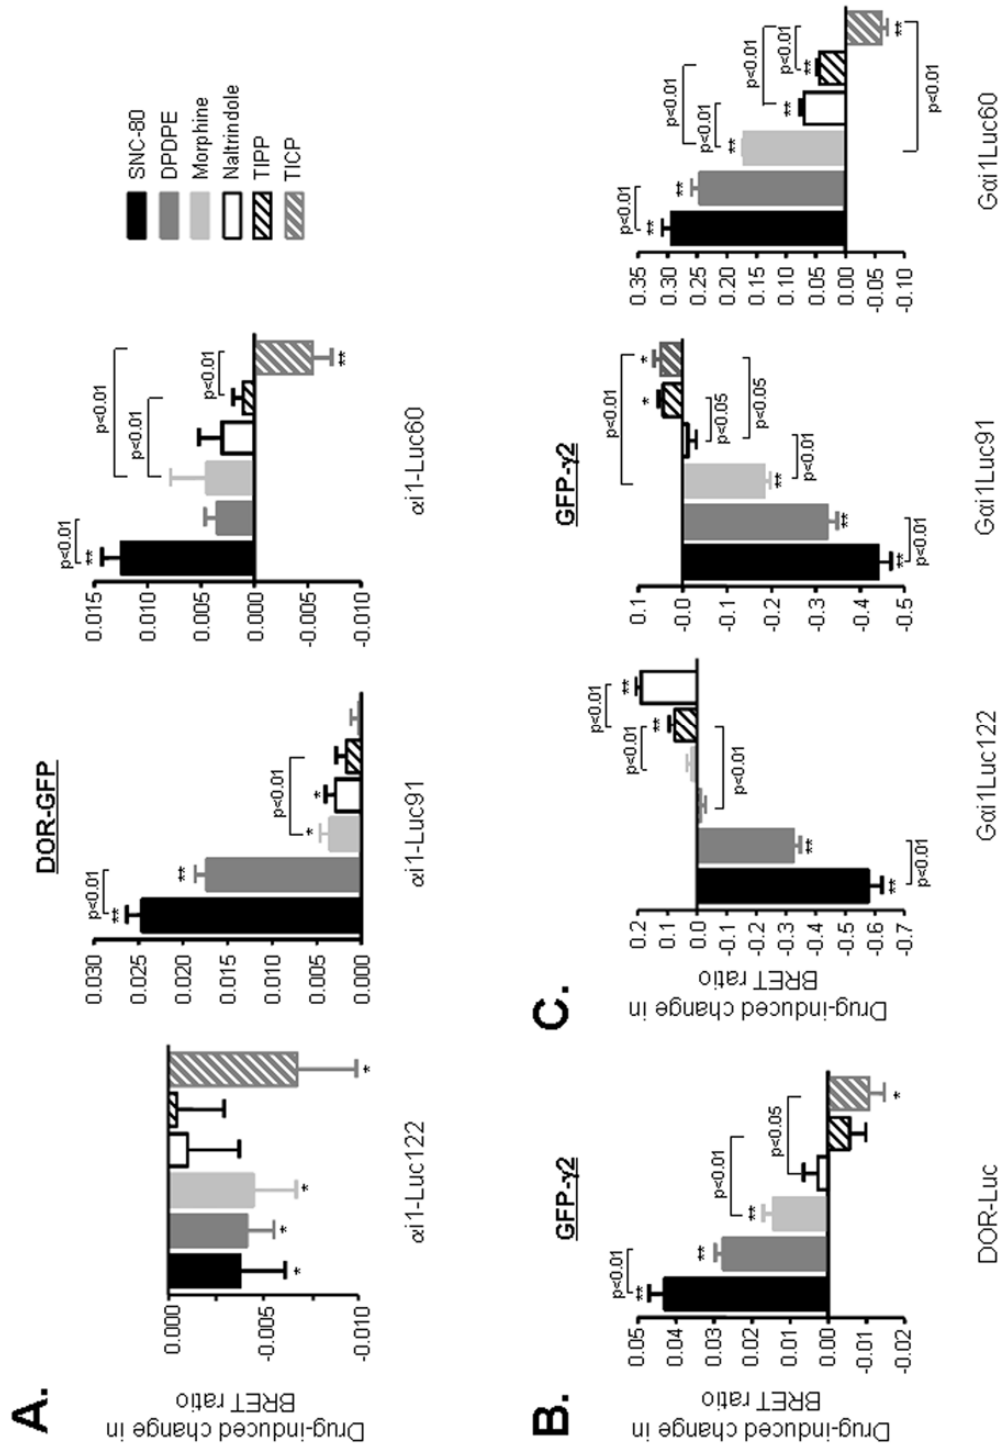 A.
DOR-GFP
SNC-80
DPDPE
Morphine
Naltrindole
TIPP
TICP
Drug-induced change in
BRET ratio
0.000
-0.005
-0.010
*
*
*
*
αi1-Luc122
0.030
0.025
0.020
0.015
0.010
0.005
0.000
p<0.01
**
**
p<0.01
*
*
αi1-Luc91
0.015
0.010
0.005
0.000
-0.005
-0.010
p<0.01
**
p<0.01
p<0.01
p<0.01
**
αi1-Luc60
B.
GFP-γ2
Drug-induced change in
BRET ratio
0.05
0.04
0.03
0.02
0.01
0.00
-0.01
-0.02
p<0.01
**
**
p<0.01
**
p<0.05
*
DOR-Luc
C.
GFP-γ2
Drug-induced change in
BRET ratio
0.2
0.1
0.0
-0.1
-0.2
-0.3
-0.4
-0.5
-0.6
-0.7
**
p<0.01
**
p<0.01
p<0.01
**
p<0.01
**
Gαi1Luc122
0.1
-0.0
-0.1
-0.2
-0.3
-0.4
-0.5
**
p<0.01
**
**
p<0.01
p<0.01
*
p<0.05
*
p<0.05
Gαi1Luc91
0.35
0.30
0.25
0.20
0.15
0.10
0.05
0.00
-0.05
-0.10
p<0.01
**
**
p<0.01
p<0.01
**
p<0.01
**
p<0.01
**
**
p<0.01
Gαi1Luc60